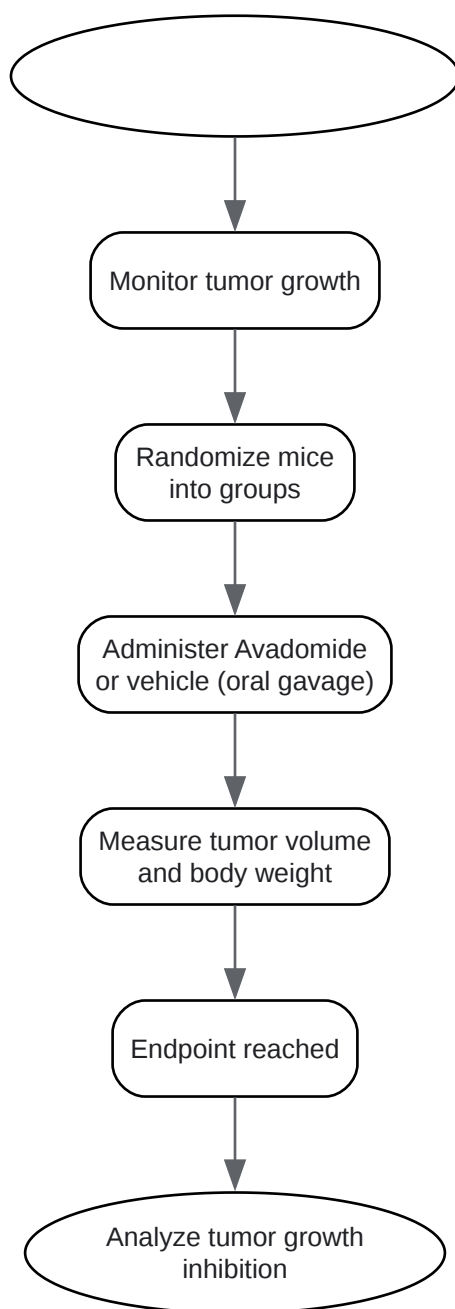 Monitor tumor growth
Randomize mice
into groups
Administer Avadomide
or vehicle (oral gavage)
Measure tumor volume
and body weight
Endpoint reached
Analyze tumor growth
inhibition